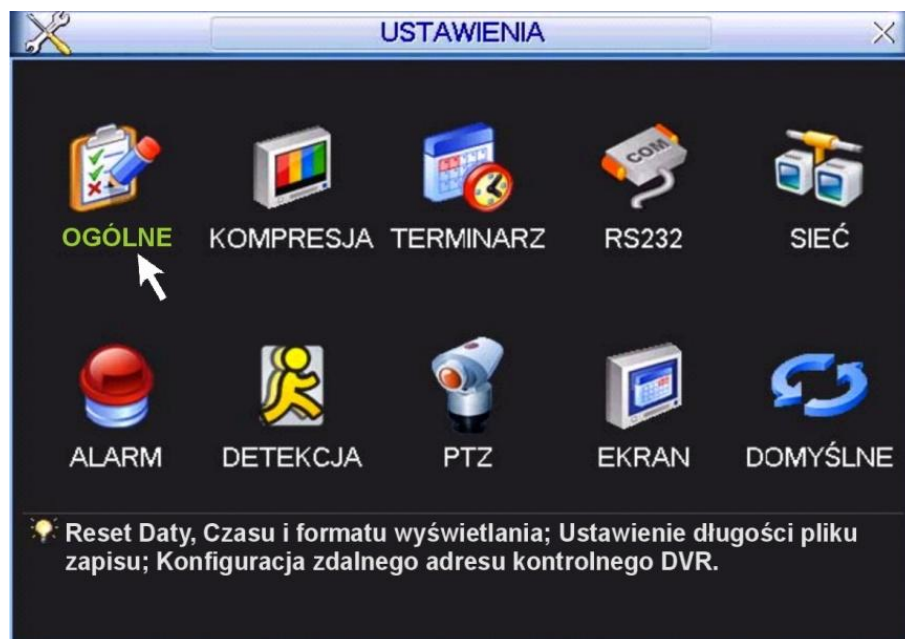 USTAWIENIA
OGÓLNE
KOMPRESJA
TERMINARZ
COM
RS232
SIEĆ
ALARM
DETEKCJA
PTZ
EKRAN
DOMYŚLNE
Reset Daty, Czasu i formatu wyświetlania; Ustawienie długości pliku
zapisu; Konfiguracja zdalnego adresu kontrolnego DVR.